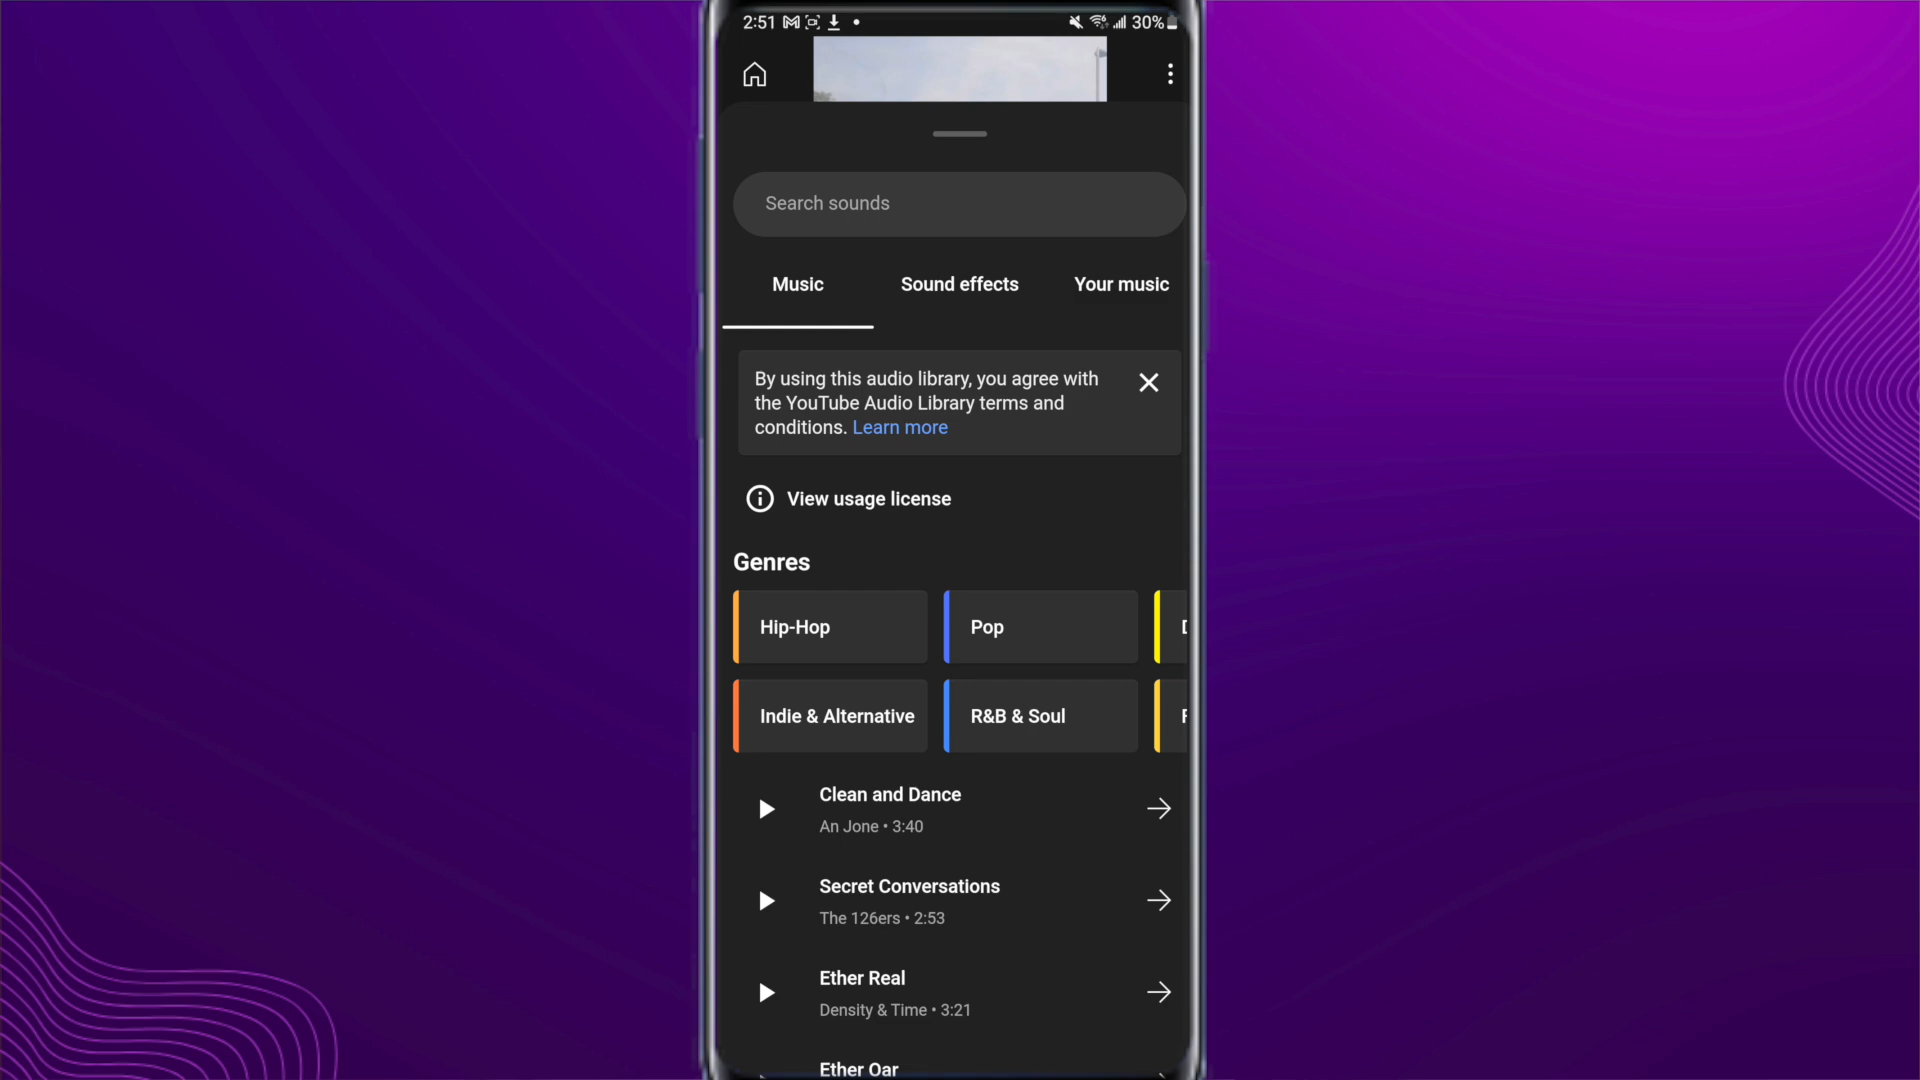 2:51
30%
Search sounds
Music
Sound effects
Your music
By using this audio library, you agree with
the YouTube Audio Library terms and
conditions. Learn more
View usage license
Genres
Hip-Hop
Pop
Indie & Alternative
R&B & Soul
Clean and Dance
An Jone • 3:40
Secret Conversations
The 126ers • 2:53
Ether Real
Density & Time • 3:21
Ether Oar